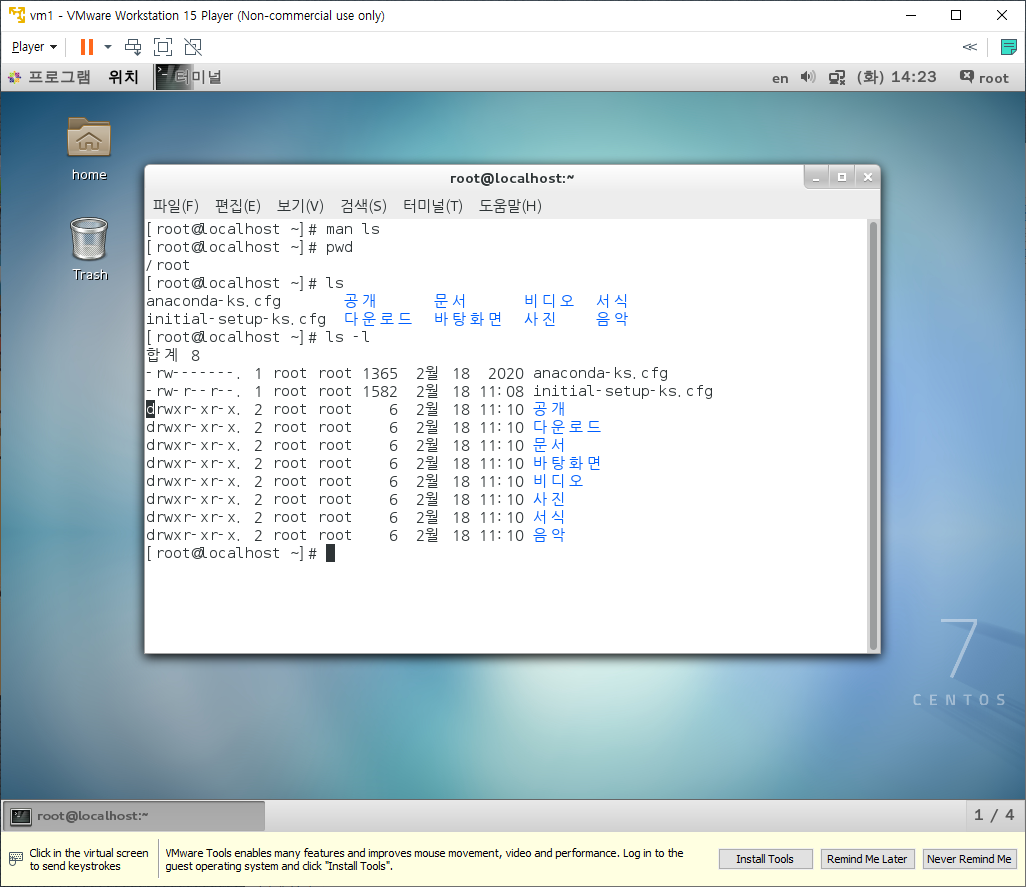 vm1 - VMware Workstation 15 Player (Non-commercial use only)
Player
프로그램 위치 터미널 en (화) 14:23 root
home
Trash
root@localhost:~
파일(F) 편집(E) 보기(V) 검색(S) 터미널(T) 도움말(H)
[root@localhost ~]# man ls
[root@localhost ~]# pwd
/root
[root@localhost ~]# ls
anaconda-ks.cfg 공개 문서 비디오 서식
initial-setup-ks.cfg 다운로드 바탕화면 사진 음악
[root@localhost ~]# ls -l
합계 8
-rw-------. 1 root root 1365 2월 18 2020 anaconda-ks.cfg
-rw-r--r--. 1 root root 1582 2월 18 11:08 initial-setup-ks.cfg
drwxr-xr-x. 2 root root 6 2월 18 11:10 공개
drwxr-xr-x. 2 root root 6 2월 18 11:10 다운로드
drwxr-xr-x. 2 root root 6 2월 18 11:10 문서
drwxr-xr-x. 2 root root 6 2월 18 11:10 바탕화면
drwxr-xr-x. 2 root root 6 2월 18 11:10 비디오
drwxr-xr-x. 2 root root 6 2월 18 11:10 사진
drwxr-xr-x. 2 root root 6 2월 18 11:10 서식
drwxr-xr-x. 2 root root 6 2월 18 11:10 음악
[root@localhost ~]#
7
CENTOS
root@localhost:~ 1 / 4
Click in the virtual screen
to send keystrokes
VMware Tools enables many features and improves mouse movement, video and performance. Log in to the
guest operating system and click "Install Tools".
Install Tools Remind Me Later Never Remind Me